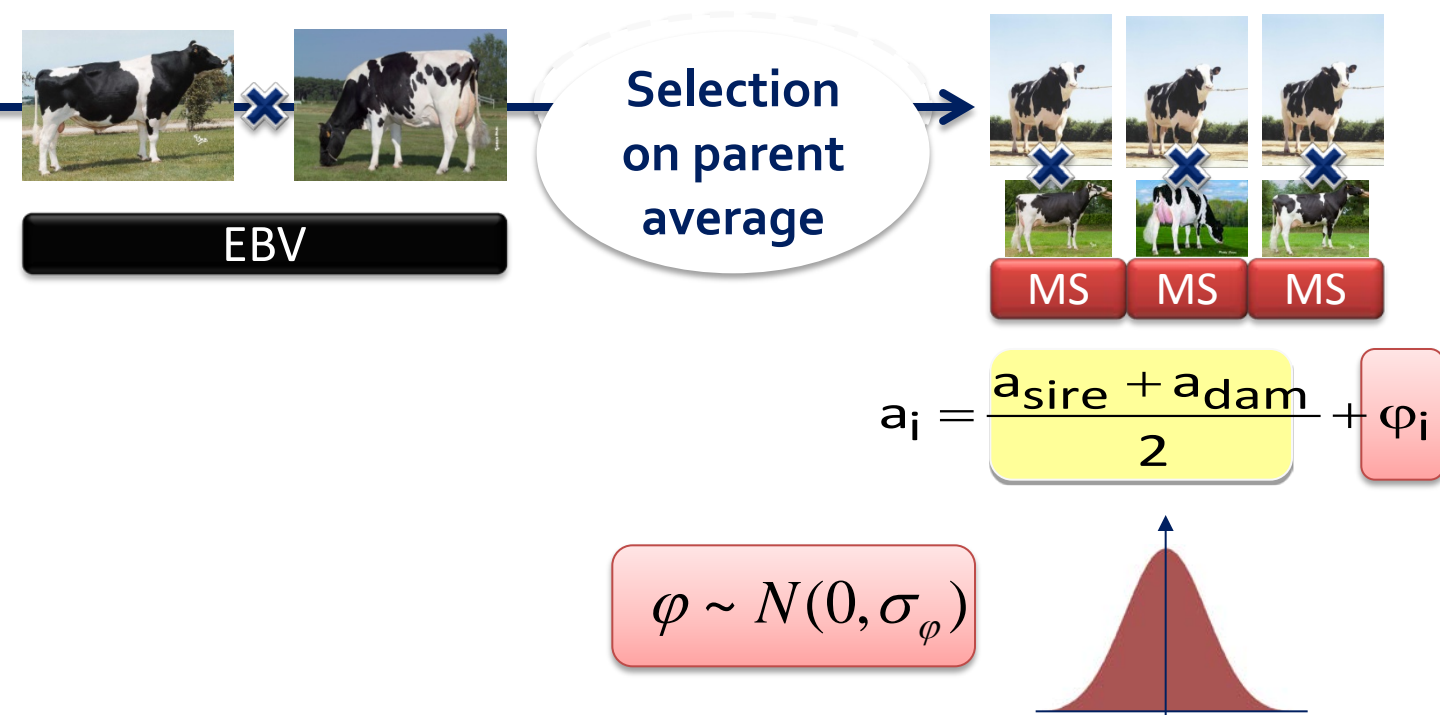 Selection
on parent
average
EBV
MS MS MS
a_i = (a_sire + a_dam)/2 + φ_i
φ ~ N(0, σ_φ)